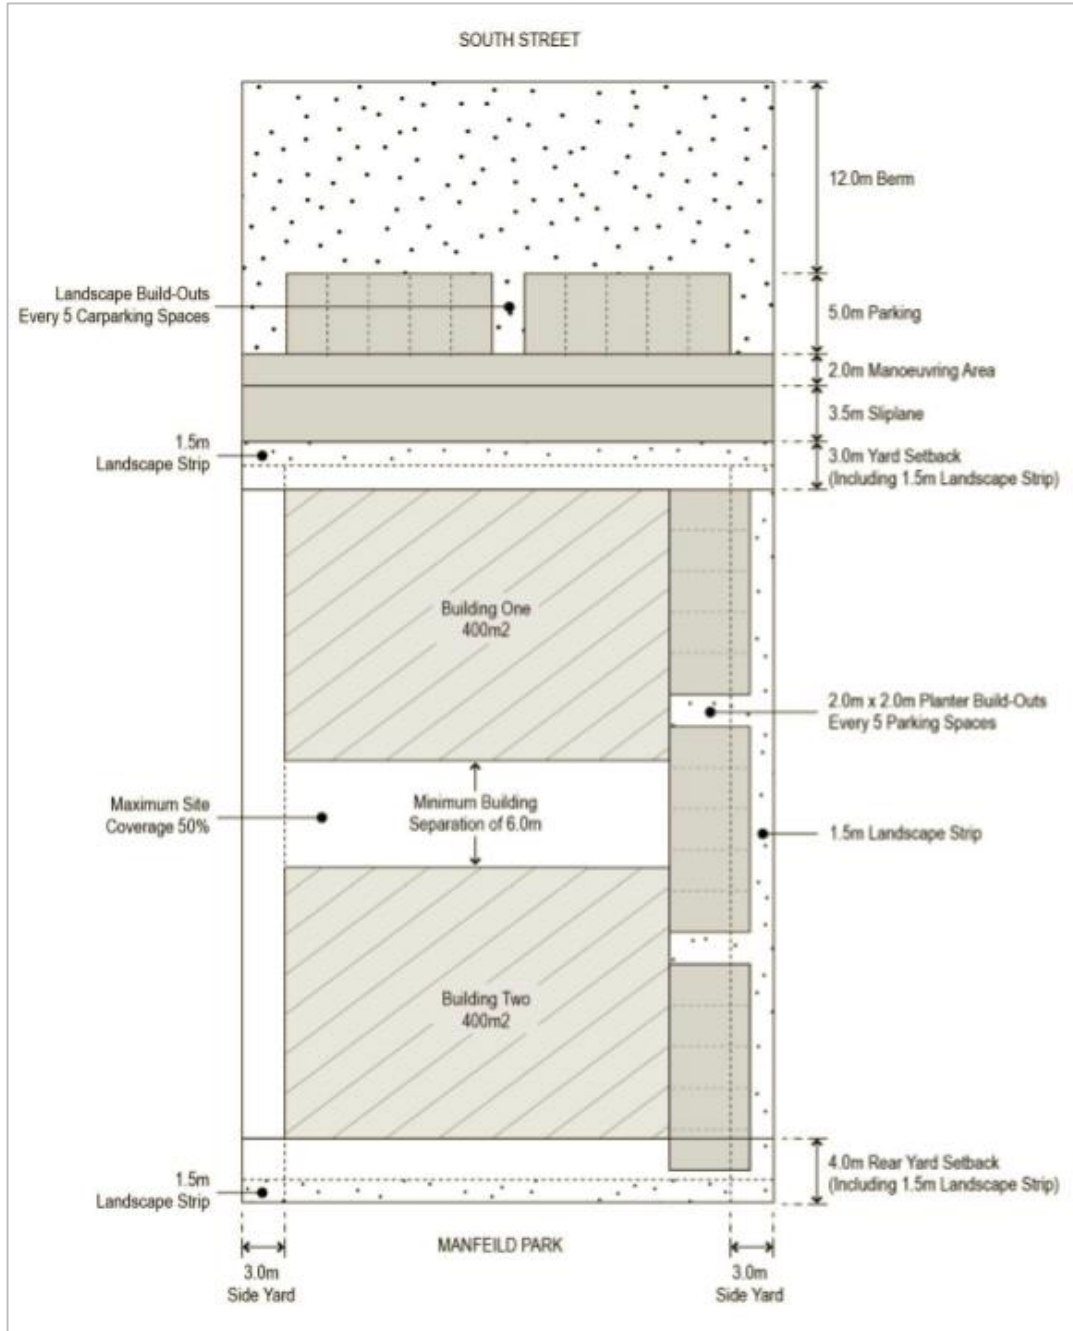 SOUTH STREET
12.0m Berm
Landscape Build-Outs
Every 5 Carparking Spaces
5.0m Parking
2.0m Manoeuvring Area
3.5m Sliplane
1.5m
Landscape Strip
3.0m Yard Setback
(Including 1.5m Landscape Strip)
Building One
400m2
2.0m x 2.0m Planter Build-Outs
Every 5 Parking Spaces
Maximum Site
Coverage 50%
Minimum Building
Separation of 6.0m
1.5m Landscape Strip
Building Two
400m2
1.5m
Landscape Strip
4.0m Rear Yard Setback
(Including 1.5m Landscape Strip)
MANFEILD PARK
3.0m
Side Yard
3.0m
Side Yard